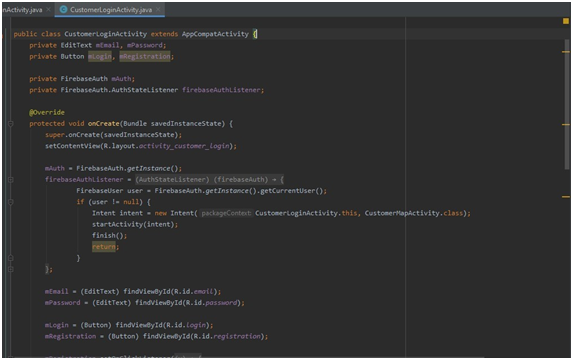 nActivity.java
CustomerLoginActivity.java
public class CustomerLoginActivity extends AppCompatActivity {
private EditText mEmail, mPassword;
private Button mLogin, mRegistration;
private FirebaseAuth mAuth;
private FirebaseAuth.AuthStateListener firebaseAuthListener;
@Override
protected void onCreate(Bundle savedInstanceState) {
super.onCreate(savedInstanceState);
setContentView(R.layout.activity_customer_login);
mAuth = FirebaseAuth.getInstance();
firebaseAuthListener = (AuthStateListener) (firebaseAuth) → {
FirebaseUser user = FirebaseAuth.getInstance().getCurrentUser();
if (user != null) {
Intent intent = new Intent( packageContext: CustomerLoginActivity.this, CustomerMapActivity.class);
startActivity(intent);
finish();
return;
}
};
mEmail = (EditText) findViewById(R.id.email);
mPassword = (EditText) findViewById(R.id.password);
mLogin = (Button) findViewById(R.id.login);
mRegistration = (Button) findViewById(R.id.registration);